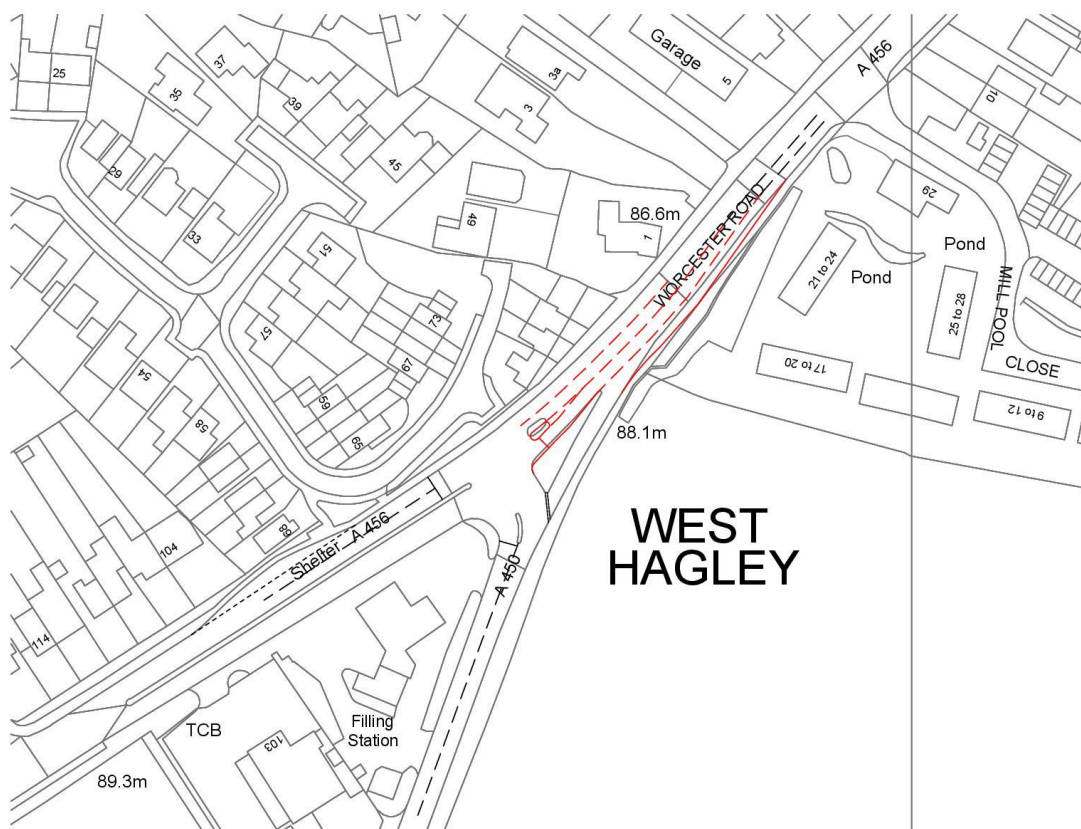 25
37
35
39
29
33
45
3a
3
Garage
5
A 456
10
29
49
86.6m
1
51
57
73
67
59
65
WORCESTER ROAD
21 to 24
Pond
Pond
25 to 28
MILL POOL
CLOSE
17 to 20
9 to 12
54
58
88.1m
89
104
114
Shelter
A 456
A 450
WEST
HAGLEY
TCB
103
Filling
Station
89.3m